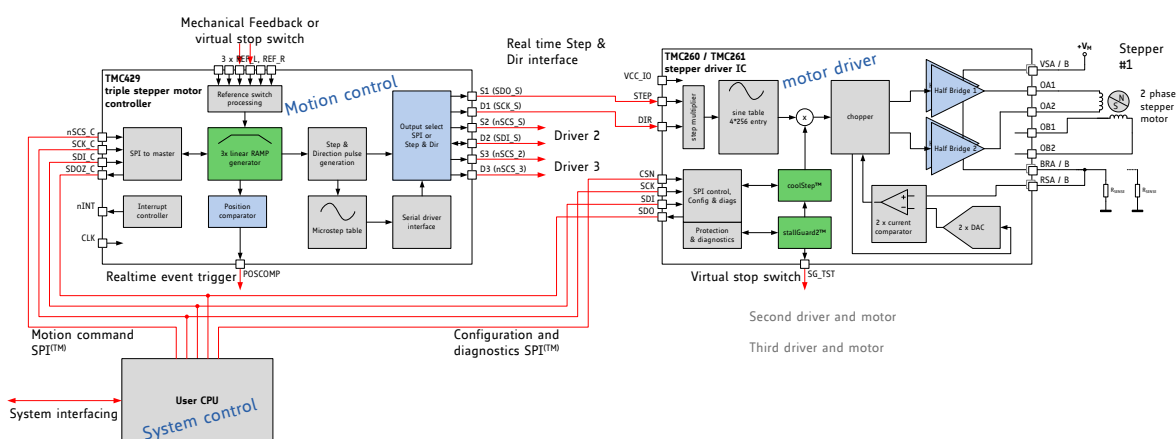 Mechanical Feedback or
virtual stop switch
3 x REF_L, REF_R
TMC429
triple stepper motor
controller
Reference switch
processing
Motion control
nSCS_C
SCK_C
SDI_C
SDOZ_C
nINT
CLK
SPI to master
3x linear RAMP
generator
Step &
Direction pulse
generation
Output select
SPI or
Step & Dir
Interrupt
controller
Position
comparator
Microstep table
Serial driver
interface
S1 (SDO_S)
D1 (SCK_S)
S2 (nSCS_S)
D2 (SDI_S)
S3 (nSCS_2)
D3 (nSCS_3)
Real time Step &
Dir interface
Driver 2
Driver 3
Realtime event trigger
POSCOMP
TMC260 / TMC261
stepper driver IC
motor driver
VCC_IO
STEP
DIR
CSN
SCK
SDI
SDO
step multiplier
sine table
4*256 entry
x
chopper
Half Bridge 1
Half Bridge 2
SPI control,
Config & diags
Protection
& diagnostics
coolStep™
stallGuard2™
2 x current
comparator
2 x DAC
+VM
VSA / B
OA1
OA2
OB1
OB2
BRA / B
RSA / B
Stepper
#1
2 phase
stepper
motor
N
S
RSENSE
RSENSE
Virtual stop switch
SG_TST
Second driver and motor
Third driver and motor
Motion command
SPI(TM)
Configuration and
diagnostics SPI(TM)
User CPU
System control
System interfacing